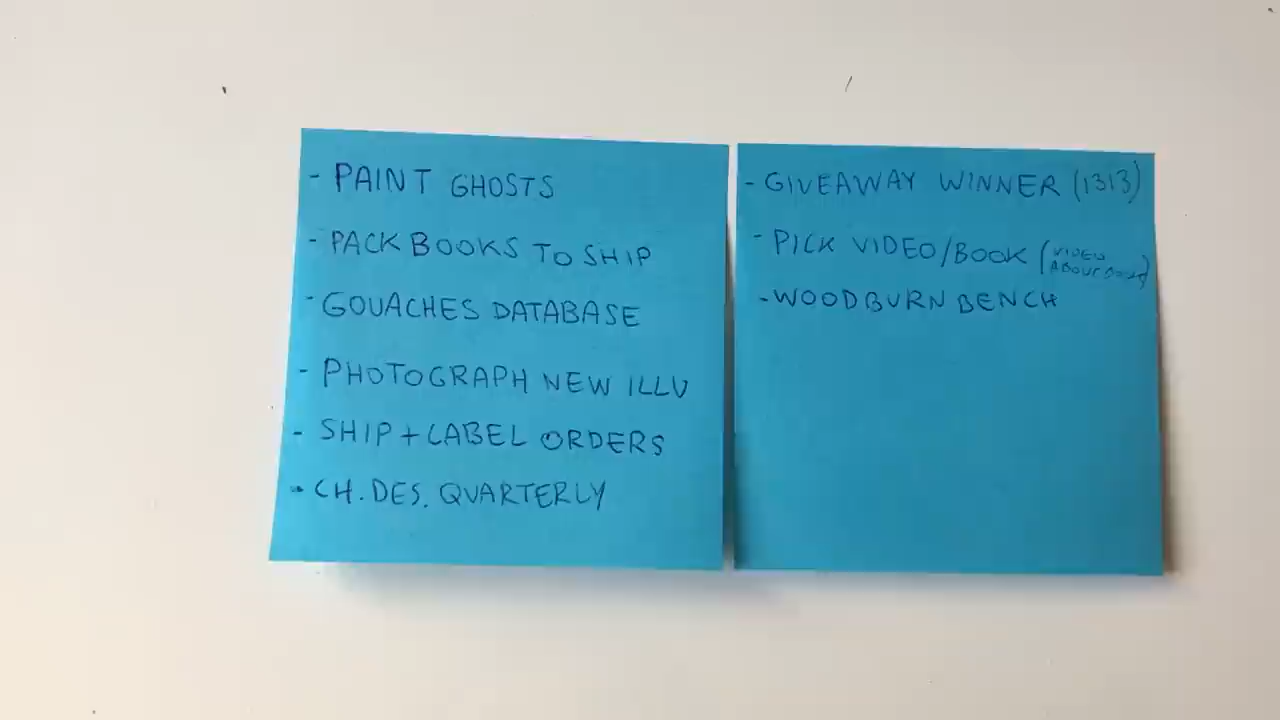 - PAINT GHOSTS
- PACK BOOKS TO SHIP
- GOUACHES DATABASE
- PHOTOGRAPH NEW ILLU
- SHIP + LABEL ORDERS
- CH. DES. QUARTERLY
- GIVEAWAY WINNER (1313)
- PICK VIDEO/BOOK (VIDEO
ABOUT
- WOODBURN BENCH